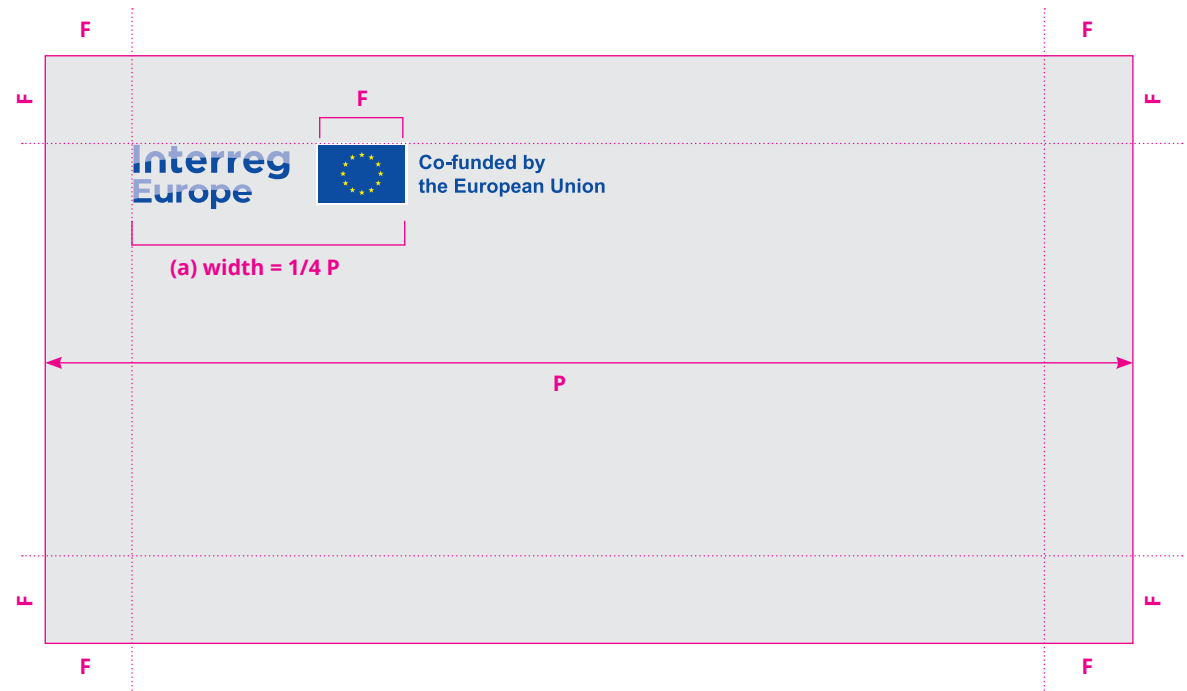 F F
F F
F
Interreg
Europe
Co-funded by
the European Union
(a) width = 1/4 P
P
F F
F F